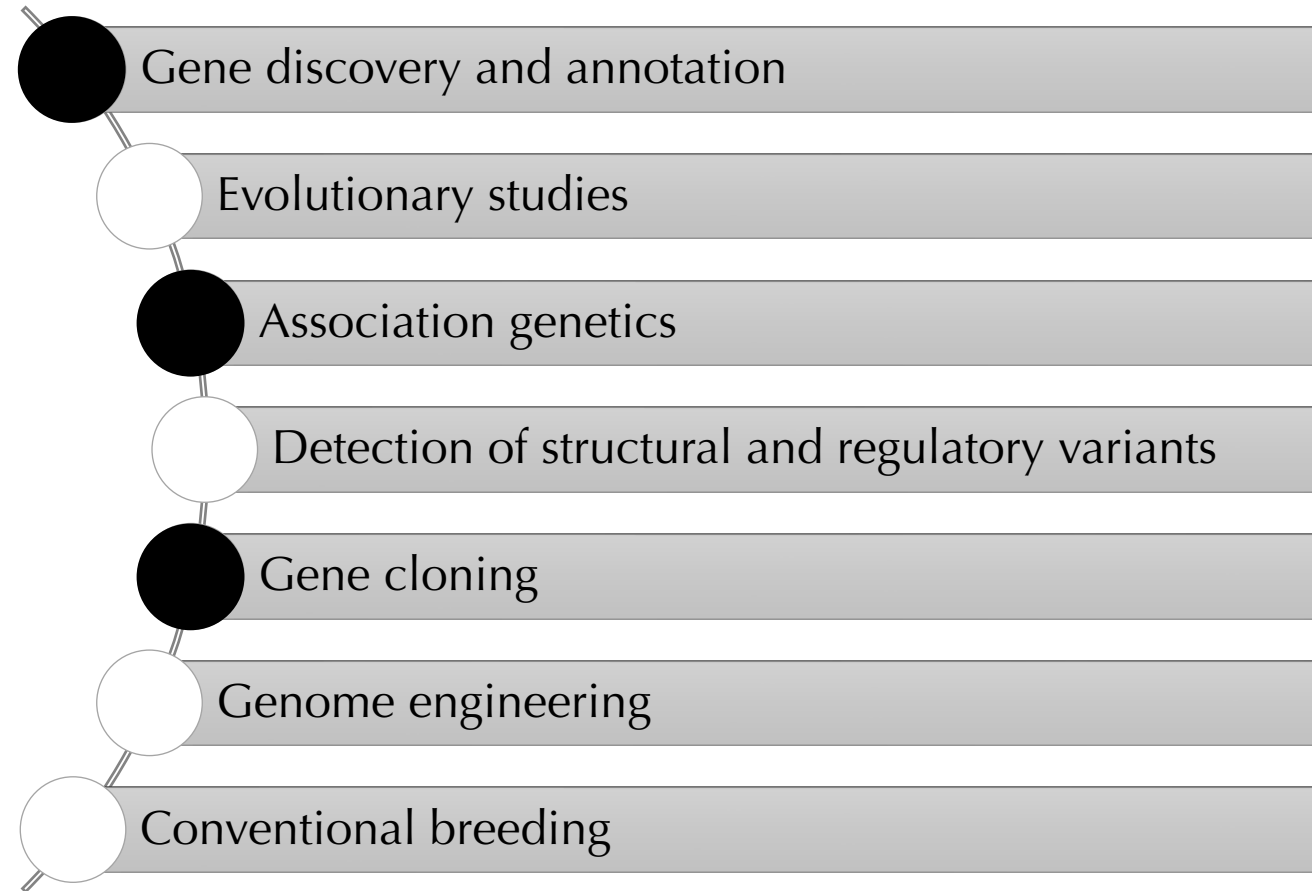 Gene discovery and annotation
Evolutionary studies
Association genetics
Detection of structural and regulatory variants
Gene cloning
Genome engineering
Conventional breeding